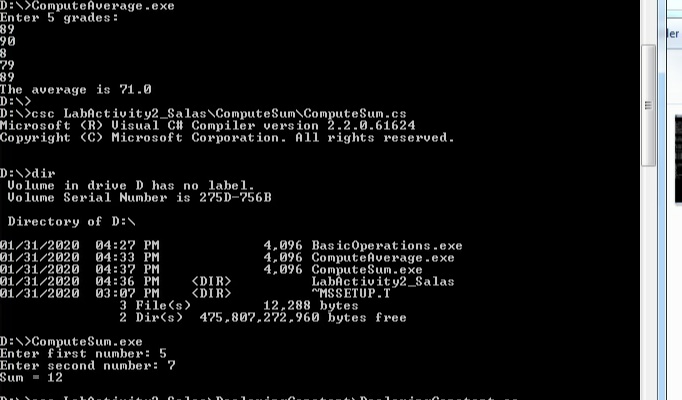 D:\>ComputeAverage.exe
Enter 5 grades:
89
90
8
79
89
The average is 71.0
D:\>
D:\>csc LabActivity2_Salas\ComputeSum\ComputeSum.cs
Microsoft (R) Visual C# Compiler version 2.2.0.61624
Copyright (C) Microsoft Corporation. All rights reserved.
D:\>dir
Volume in drive D has no label.
Volume Serial Number is 275D-756B
Directory of D:\
01/31/2020 04:27 PM 4,096 BasicOperations.exe
01/31/2020 04:33 PM 4,096 ComputeAverage.exe
01/31/2020 04:37 PM 4,096 ComputeSum.exe
01/31/2020 04:36 PM <DIR> LabActivity2_Salas
01/31/2020 03:07 PM <DIR> ~MSSETUP.T
3 File(s) 12,288 bytes
2 Dir(s) 475,807,272,960 bytes free
D:\>ComputeSum.exe
Enter first number: 5
Enter second number: 7
Sum = 12